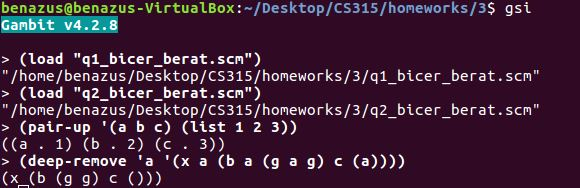 benazus@benazus-VirtualBox:~/Desktop/CS315/homeworks/3$ gsi
Gambit v4.2.8
> (load "q1_bicer_berat.scm")
"/home/benazus/Desktop/CS315/homeworks/3/q1_bicer_berat.scm"
> (load "q2_bicer_berat.scm")
"/home/benazus/Desktop/CS315/homeworks/3/q2_bicer_berat.scm"
> (pair-up '(a b c) (list 1 2 3))
((a . 1) (b . 2) (c . 3))
> (deep-remove 'a '(x a (b a (g a g) c (a))))
(x (b (g g) c ()))